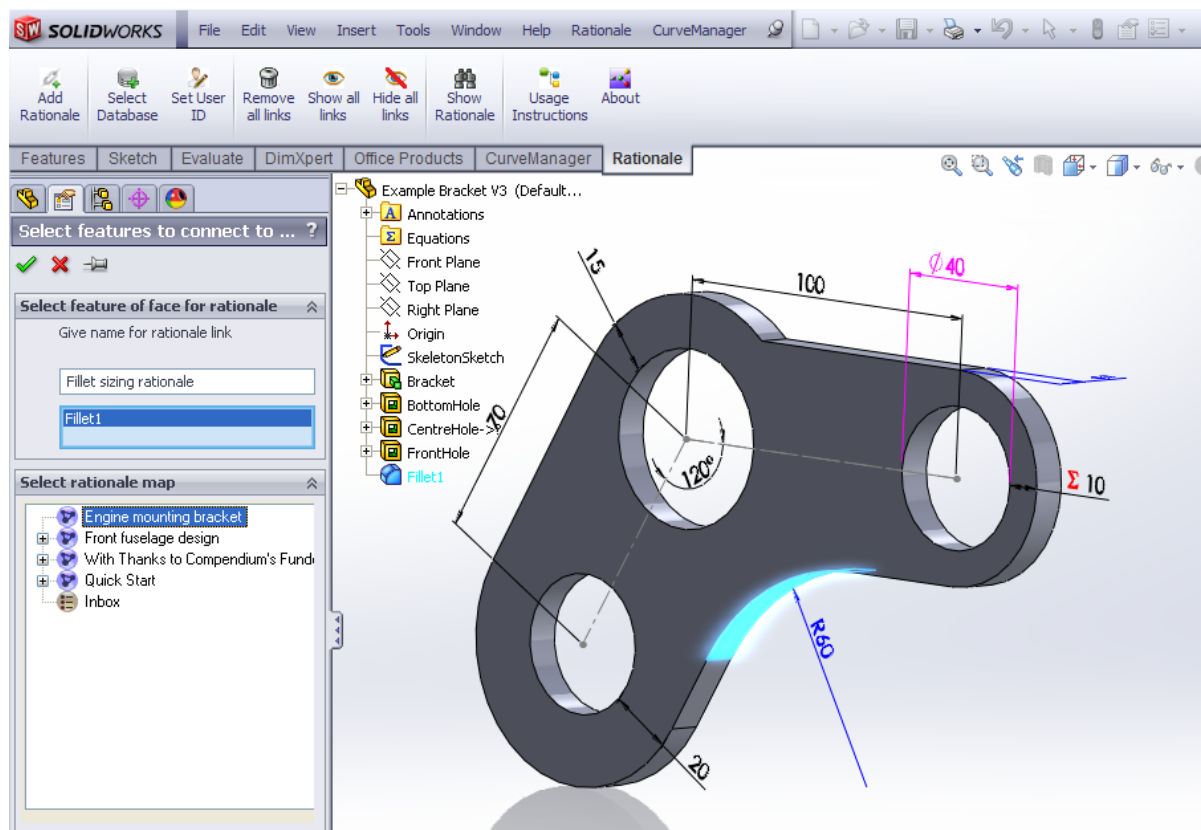 SOLIDWORKS File Edit View Insert Tools Window Help Rationale CurveManager
Add Rationale
Select Database
Set User ID
Remove all links
Show all links
Hide all links
Show Rationale
Usage Instructions
About
Features Sketch Evaluate DimXpert Office Products CurveManager Rationale
Select features to connect to ... ?
Select feature of face for rationale
Give name for rationale link
Fillet sizing rationale
Fillet1
Select rationale map
Engine mounting bracket
Front fuselage design
With Thanks to Compendium's Funde
Quick Start
Inbox
Example Bracket V3 (Default...
A Annotations
Σ Equations
Front Plane
Top Plane
Right Plane
Origin
SkeletonSketch
Bracket
BottomHole
CentreHole->?
FrontHole
Fillet1
15
100
Ø40
70
120°
Σ 10
R60
20